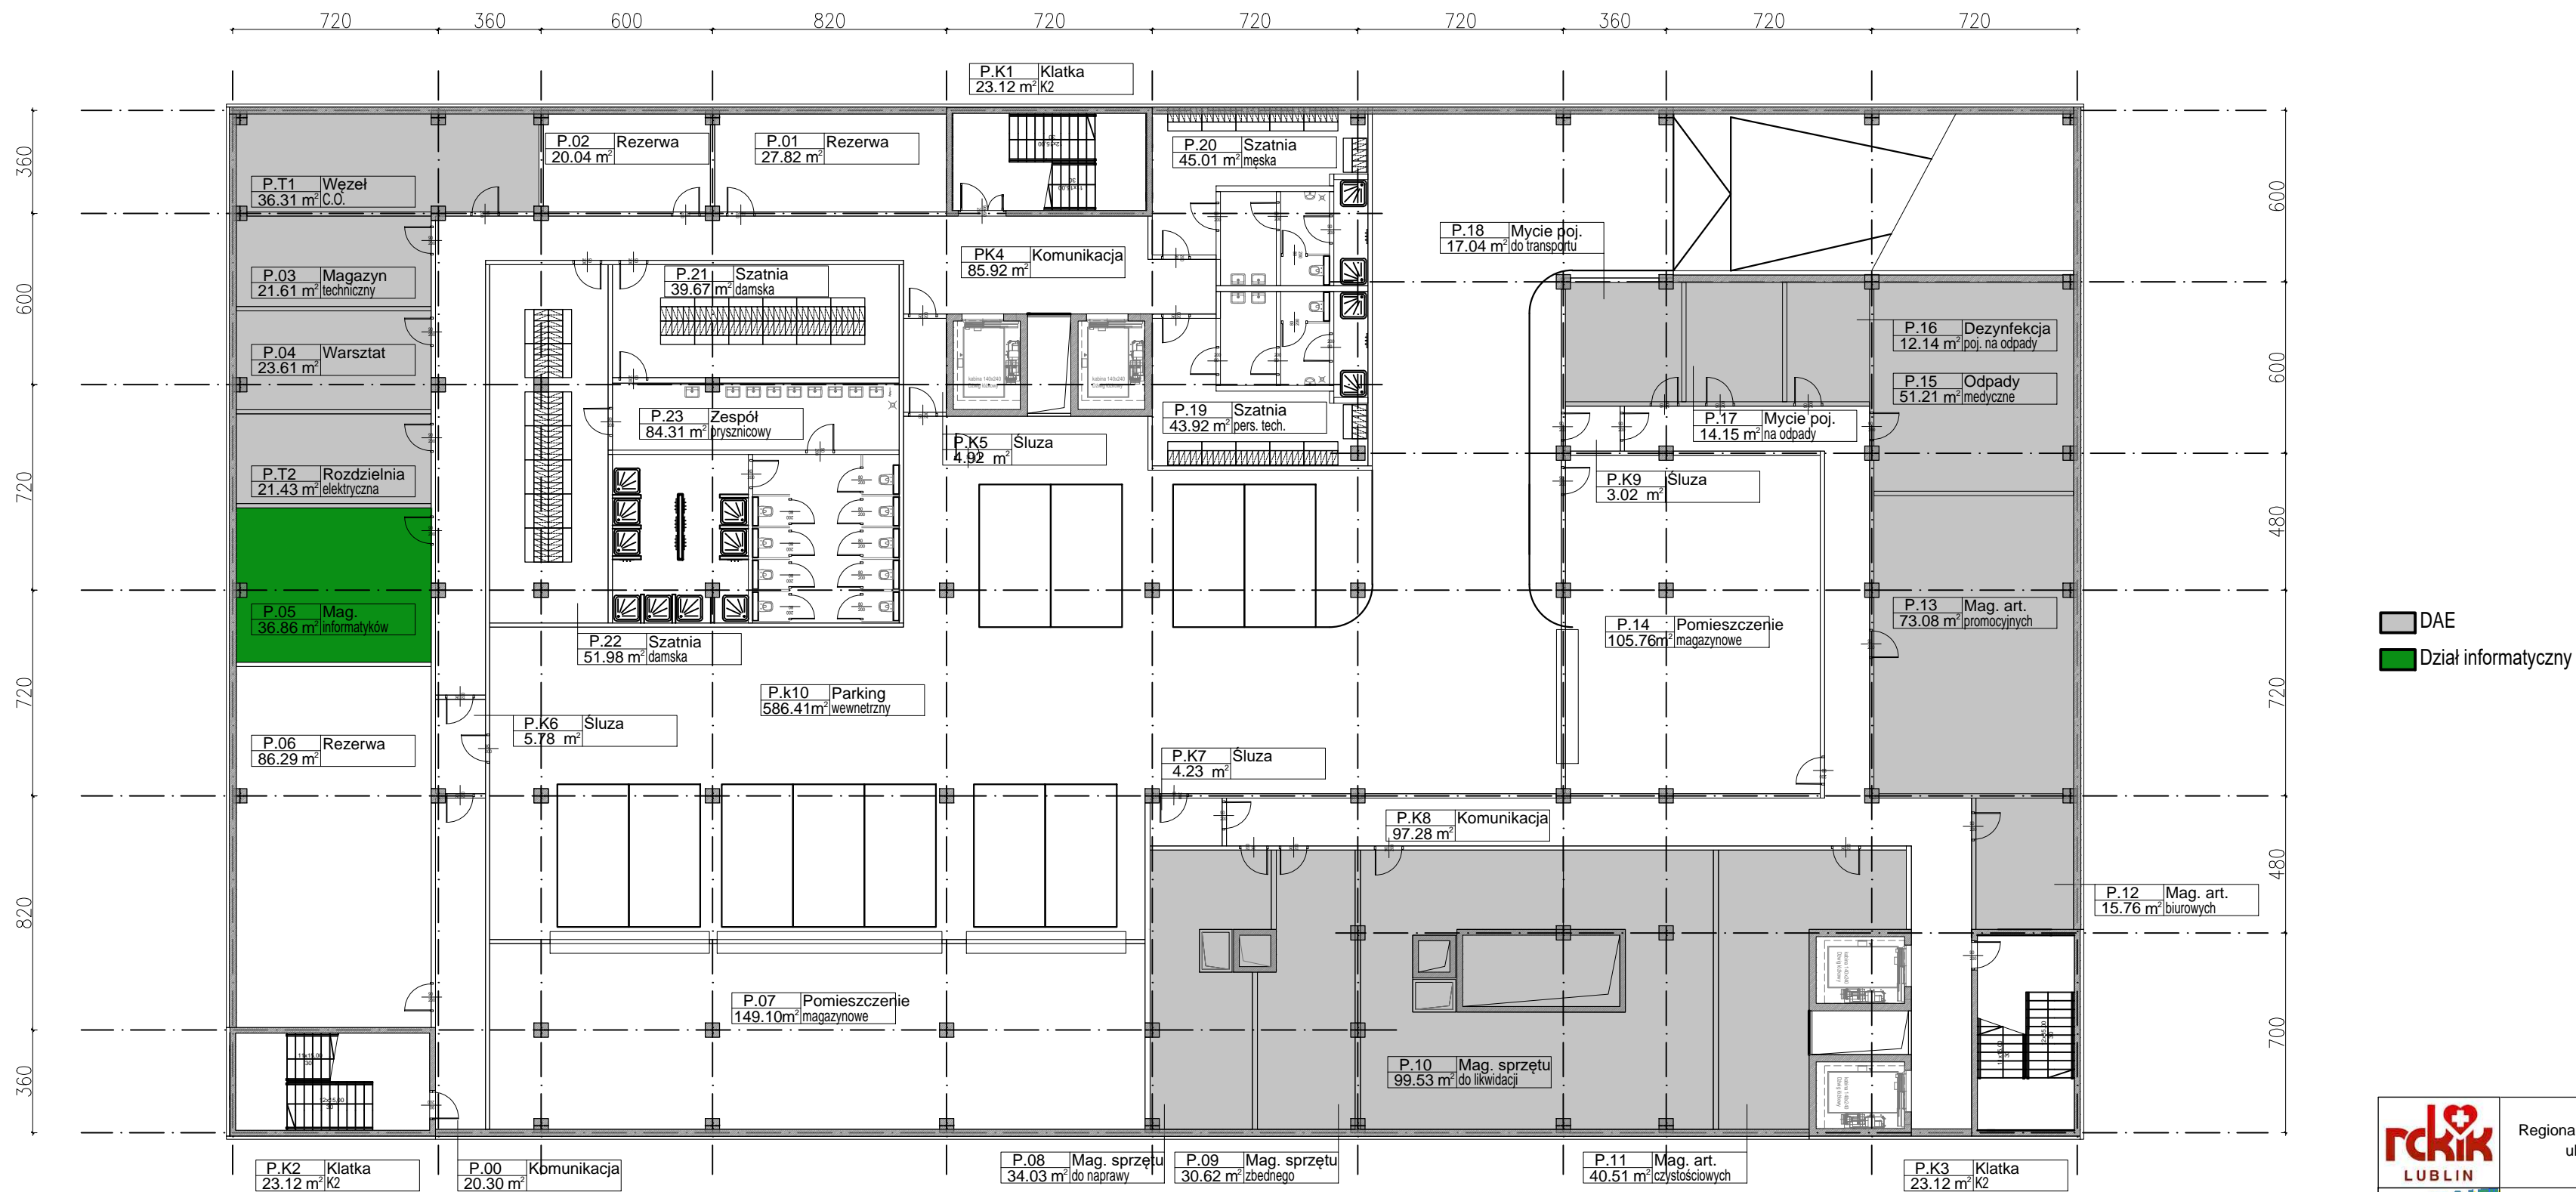 720 360 600 820 720 720 720 360 720 720
P.K1 Klatka
23.12 m² K2
P.02 Rezerwa
20.04 m²
P.01 Rezerwa
27.82 m²
P.20 Szatnia
45.01 m² męska
P.T1 Węzeł
36.31 m² C.O.
P.18 Mycie poj.
17.04 m² do transportu
PK4 Komunikacja
85.92 m²
P.03 Magazyn
21.61 m² techniczny
P.21 Szatnia
39.67 m² damska
P.04 Warsztat
23.61 m²
P.16 Dezynfekcja
12.14 m² poj. na odpady
P.15 Odpady
51.21 m² medyczne
P.23 Zespół
84.31 m² prysznicowy
P.19 Szatnia
43.92 m² pers. tech.
P.17 Mycie poj.
14.15 m² na odpady
P.K5 Śluza
4.92 m²
P.T2 Rozdzielnia
21.43 m² elektryczna
P.K9 Śluza
3.02 m²
P.05 Mag.
36.86 m² informatyków
P.22 Szatnia
51.98 m² damska
P.14 Pomieszczenie
105.76m² magazynowe
P.13 Mag. art.
73.08 m² promocyjnych
DAE
Dział informatyczny
P.k10 Parking
586.41m² wewnetrzny
P.K6 Śluza
5.78 m²
P.06 Rezerwa
86.29 m²
P.K7 Śluza
4.23 m²
P.K8 Komunikacja
97.28 m²
P.12 Mag. art.
15.76 m² biurowych
P.07 Pomieszczenie
149.10m² magazynowe
P.10 Mag. sprzętu
99.53 m² do likwidacji
P.K2 Klatka
23.12 m² K2
P.00 Komunikacja
20.30 m²
P.08 Mag. sprzętu
34.03 m² do naprawy
P.09 Mag. sprzętu
30.62 m² zbednego
P.11 Mag. art.
40.51 m² czystościowych
P.K3 Klatka
23.12 m² K2
360
600
720
720
820
360
600
600
480
720
480
700
rckik
LUBLIN
Regiona
ul